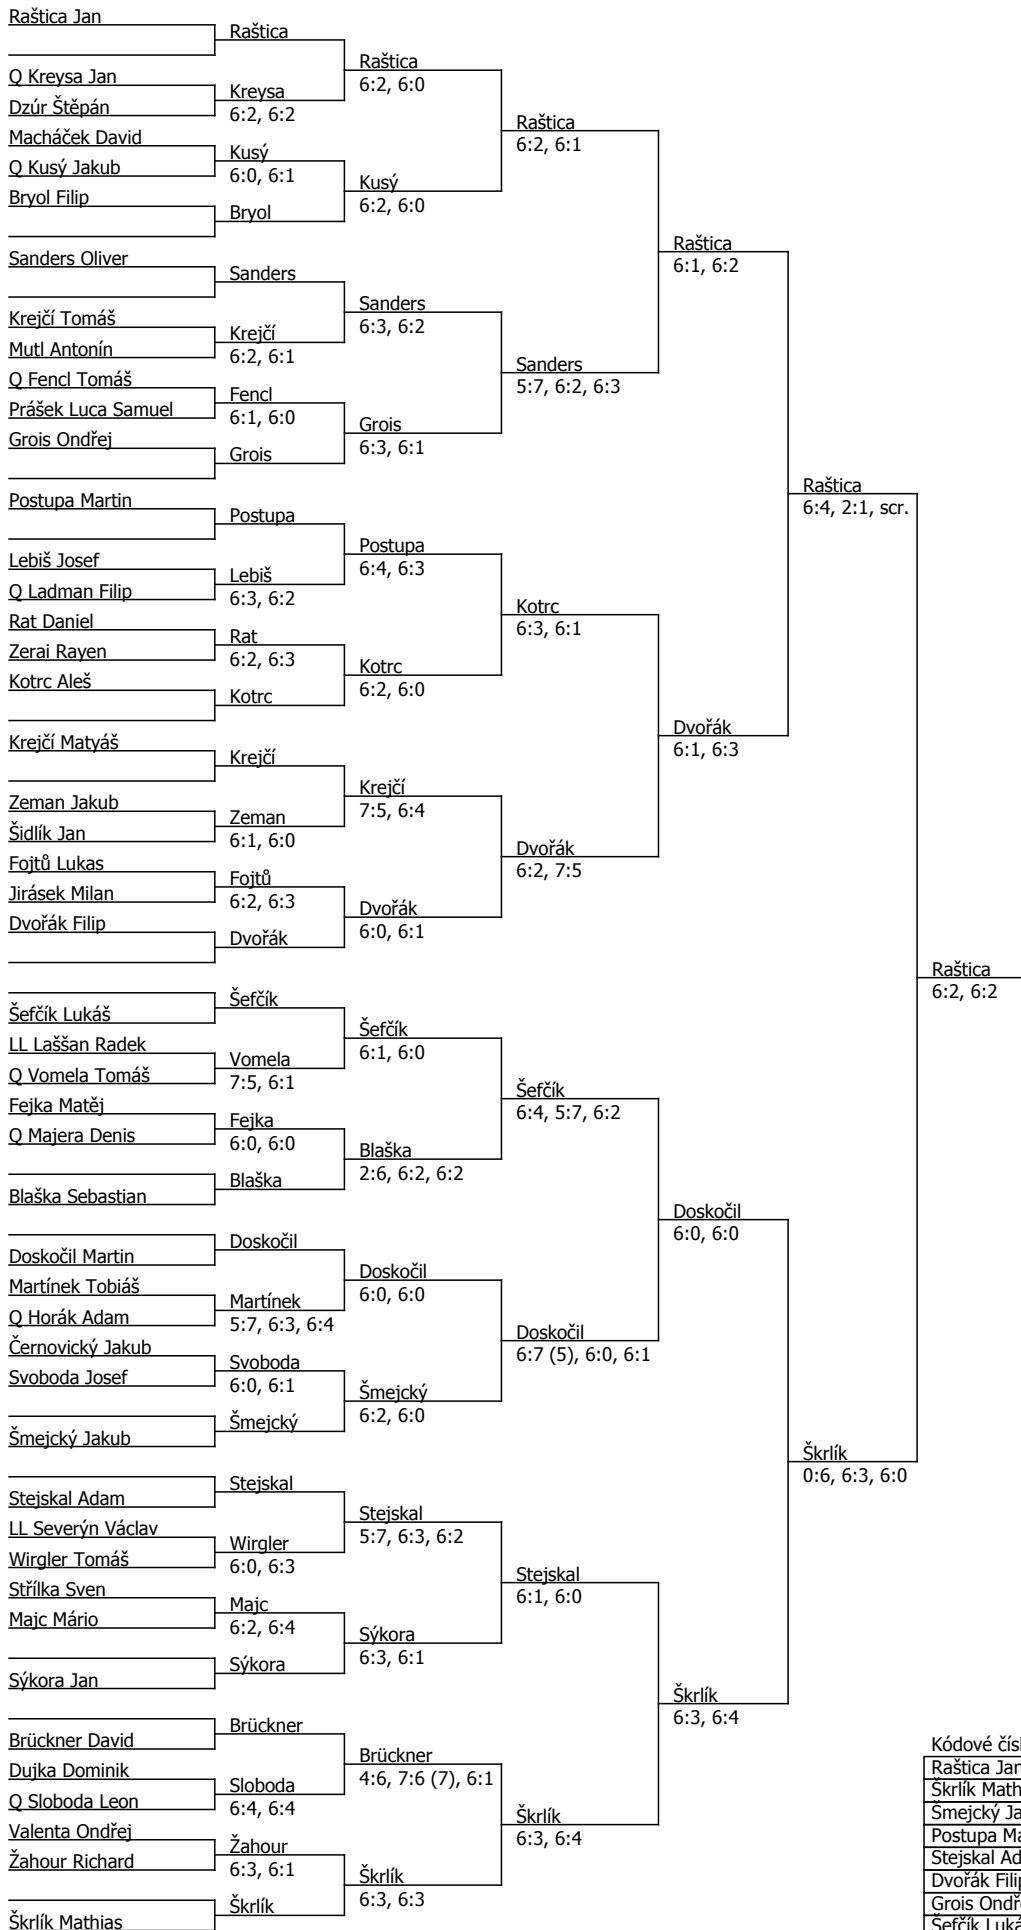 Raštica Jan
Q Kreysa Jan
Dzúr Štěpán
Macháček David
Q Kusý Jakub
Bryol Filip
Sanders Oliver
Krejčí Tomáš
Mutl Antonín
Q Fencl Tomáš
Prášek Luca Samuel
Grois Ondřej
Postupa Martin
Lebiš Josef
Q Ladman Filip
Rat Daniel
Zerai Rayen
Kotrc Aleš
Krejčí Matyáš
Zeman Jakub
Šidlík Jan
Fojtů Lukas
Jirásek Milan
Dvořák Filip
Šefčík Lukáš
LL Laššan Radek
Q Vomela Tomáš
Fejka Matěj
Q Majera Denis
Blaška Sebastian
Doskočil Martin
Martínek Tobiáš
Q Horák Adam
Černovický Jakub
Svoboda Josef
Šmejcký Jakub
Stejskal Adam
LL Severýn Václav
Wirgler Tomáš
Střílka Sven
Majc Mário
Sýkora Jan
Brückner David
Dujka Dominik
Q Sloboda Leon
Valenta Ondřej
Žahour Richard
Škrlík Mathias
Raštica
Kreysa
6:2, 6:2
Kusý
6:0, 6:1
Bryol
Sanders
Krejčí
6:2, 6:1
Fencl
6:1, 6:0
Grois
Postupa
Lebiš
6:3, 6:2
Rat
6:2, 6:3
Kotrc
Krejčí
Zeman
6:1, 6:0
Fojtů
6:2, 6:3
Dvořák
Šefčík
Vomela
7:5, 6:1
Fejka
6:0, 6:0
Blaška
Doskočil
Martínek
5:7, 6:3, 6:4
Svoboda
6:0, 6:1
Šmejcký
Stejskal
Wirgler
6:0, 6:3
Majc
6:2, 6:4
Sýkora
Brückner
Sloboda
6:4, 6:4
Žahour
6:3, 6:1
Škrlík
Raštica
6:2, 6:0
Kusý
6:2, 6:0
Sanders
6:3, 6:2
Grois
6:3, 6:1
Postupa
6:4, 6:3
Kotrc
6:2, 6:0
Krejčí
7:5, 6:4
Dvořák
6:0, 6:1
Šefčík
6:1, 6:0
Blaška
2:6, 6:2, 6:2
Doskočil
6:0, 6:0
Šmejcký
6:2, 6:0
Stejskal
5:7, 6:3, 6:2
Sýkora
6:3, 6:1
Brückner
4:6, 7:6 (7), 6:1
Škrlík
6:3, 6:3
Raštica
6:2, 6:1
Sanders
5:7, 6:2, 6:3
Kotrc
6:3, 6:1
Dvořák
6:2, 7:5
Šefčík
6:4, 5:7, 6:2
Doskočil
6:7 (5), 6:0, 6:1
Stejskal
6:1, 6:0
Škrlík
6:3, 6:4
Raštica
6:1, 6:2
Dvořák
6:1, 6:3
Doskočil
6:0, 6:0
Škrlík
6:3, 6:4
Raštica
6:4, 2:1, scr.
Škrlík
0:6, 6:3, 6:0
Raštica
6:2, 6:2
Kódové
Raštica Jan
Škrlík
Šmejcký
Postupa
Stejskal
Dvořák
Grois
Šefčík